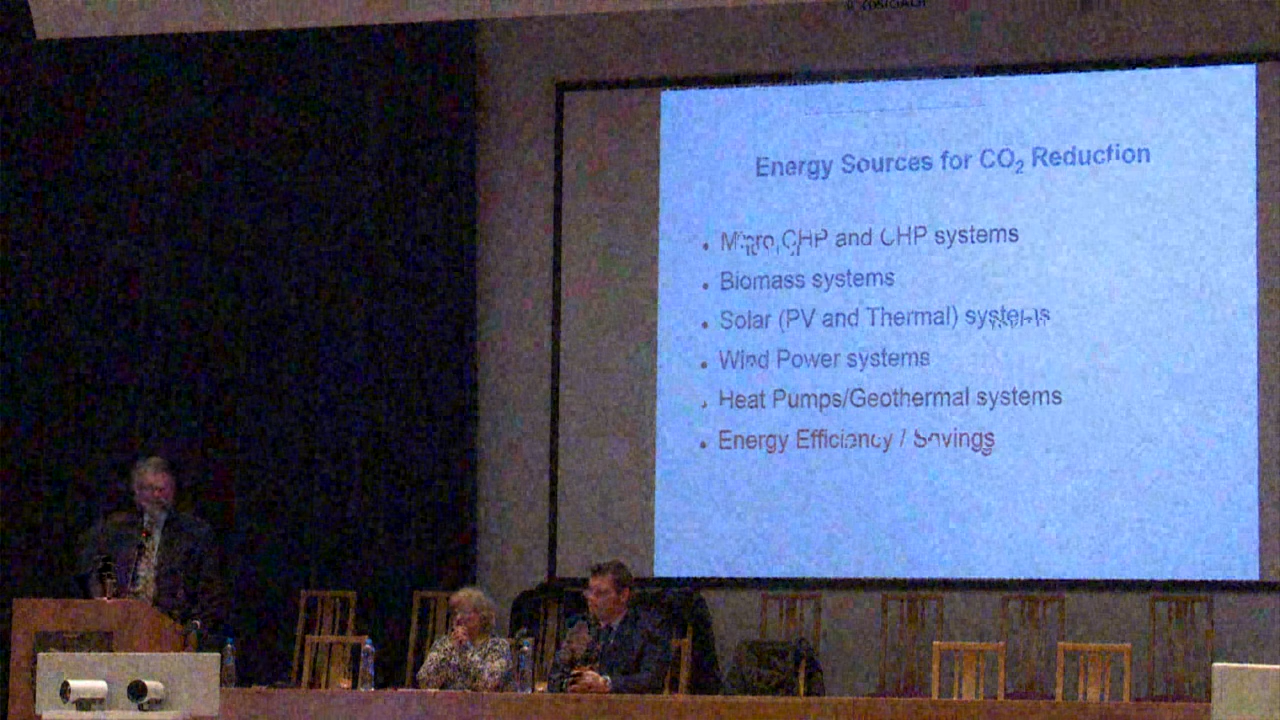 Energy Sources for CO₂ Reduction
• Micro CHP and CHP systems
• Biomass systems
• Solar (PV and Thermal) systems
• Wind Power systems
• Heat Pumps/Geothermal systems
• Energy Efficiency / Savings